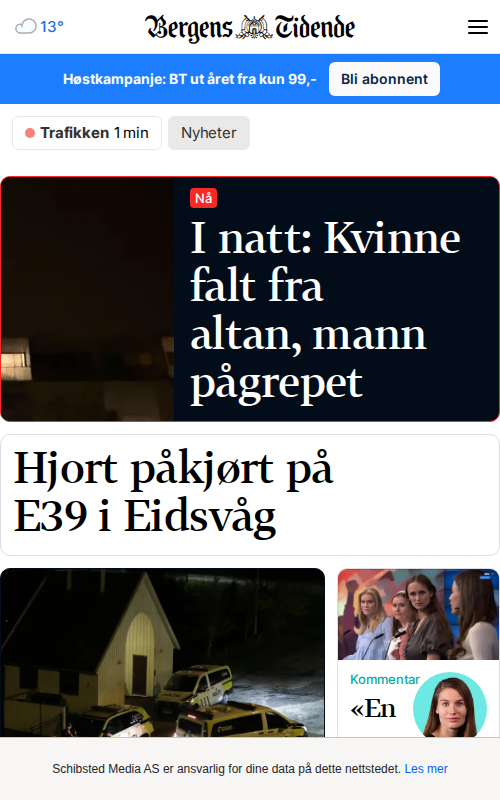 13°
Bergens Tidende
Høstkampanje: BT ut året fra kun 99,-
Bli abonnent
Trafikken 1 min
Nyheter
Nå
I natt: Kvinne
falt fra
altan, mann
pågrepet
Hjort påkjørt på
E39 i Eidsvåg
Kommentar
«En
Schibsted Media AS er ansvarlig for dine data på dette nettstedet. Les mer